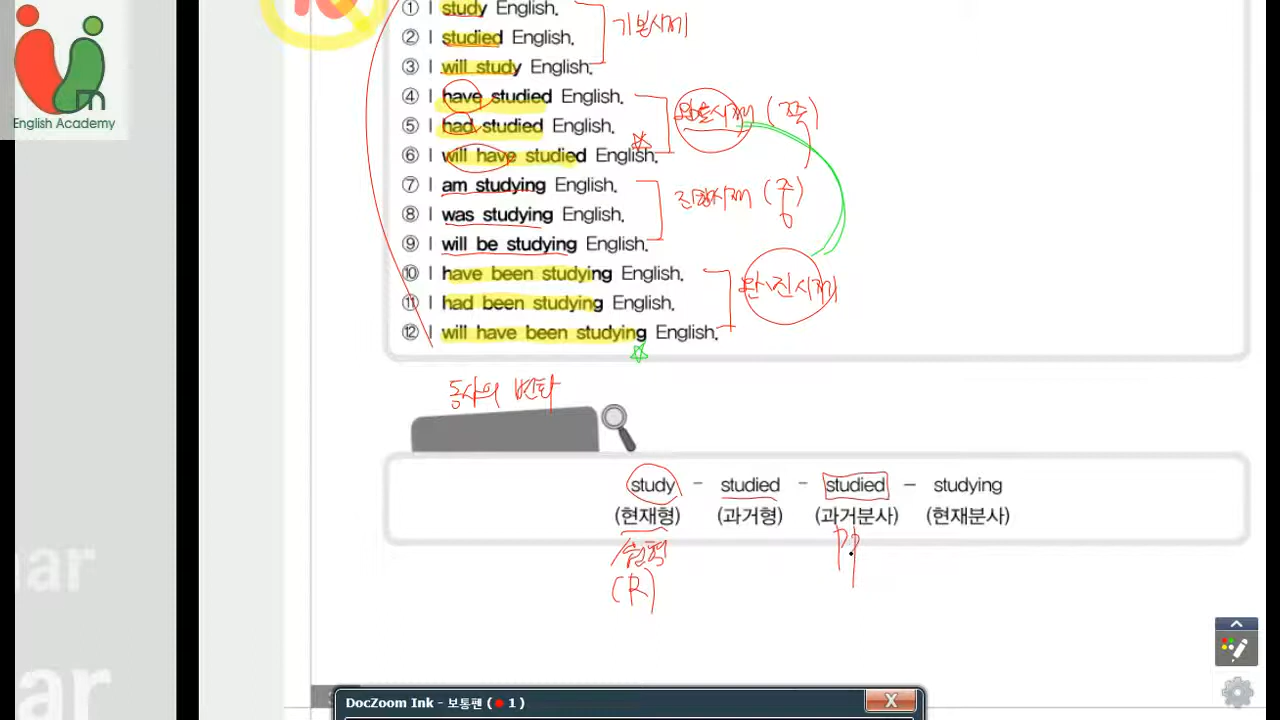 ① I study English.
② I studied English.
기본시제
③ I will study English.
④ I have studied English.
⑤ I had studied English.
완료시제 (쭉)
⑥ I will have studied English.
⑦ I am studying English.
⑧ I was studying English.
진행시제 (중)
⑨ I will be studying English.
⑩ I have been studying English.
⑪ I had been studying English.
완·진시제
⑫ I will have been studying English.
English Academy
동사의 변화
study - studied - studied - studying
(현재형) (과거형) (과거분사) (현재분사)
(R)
PP
DocZoom Ink - 보통펜 ( 1 )